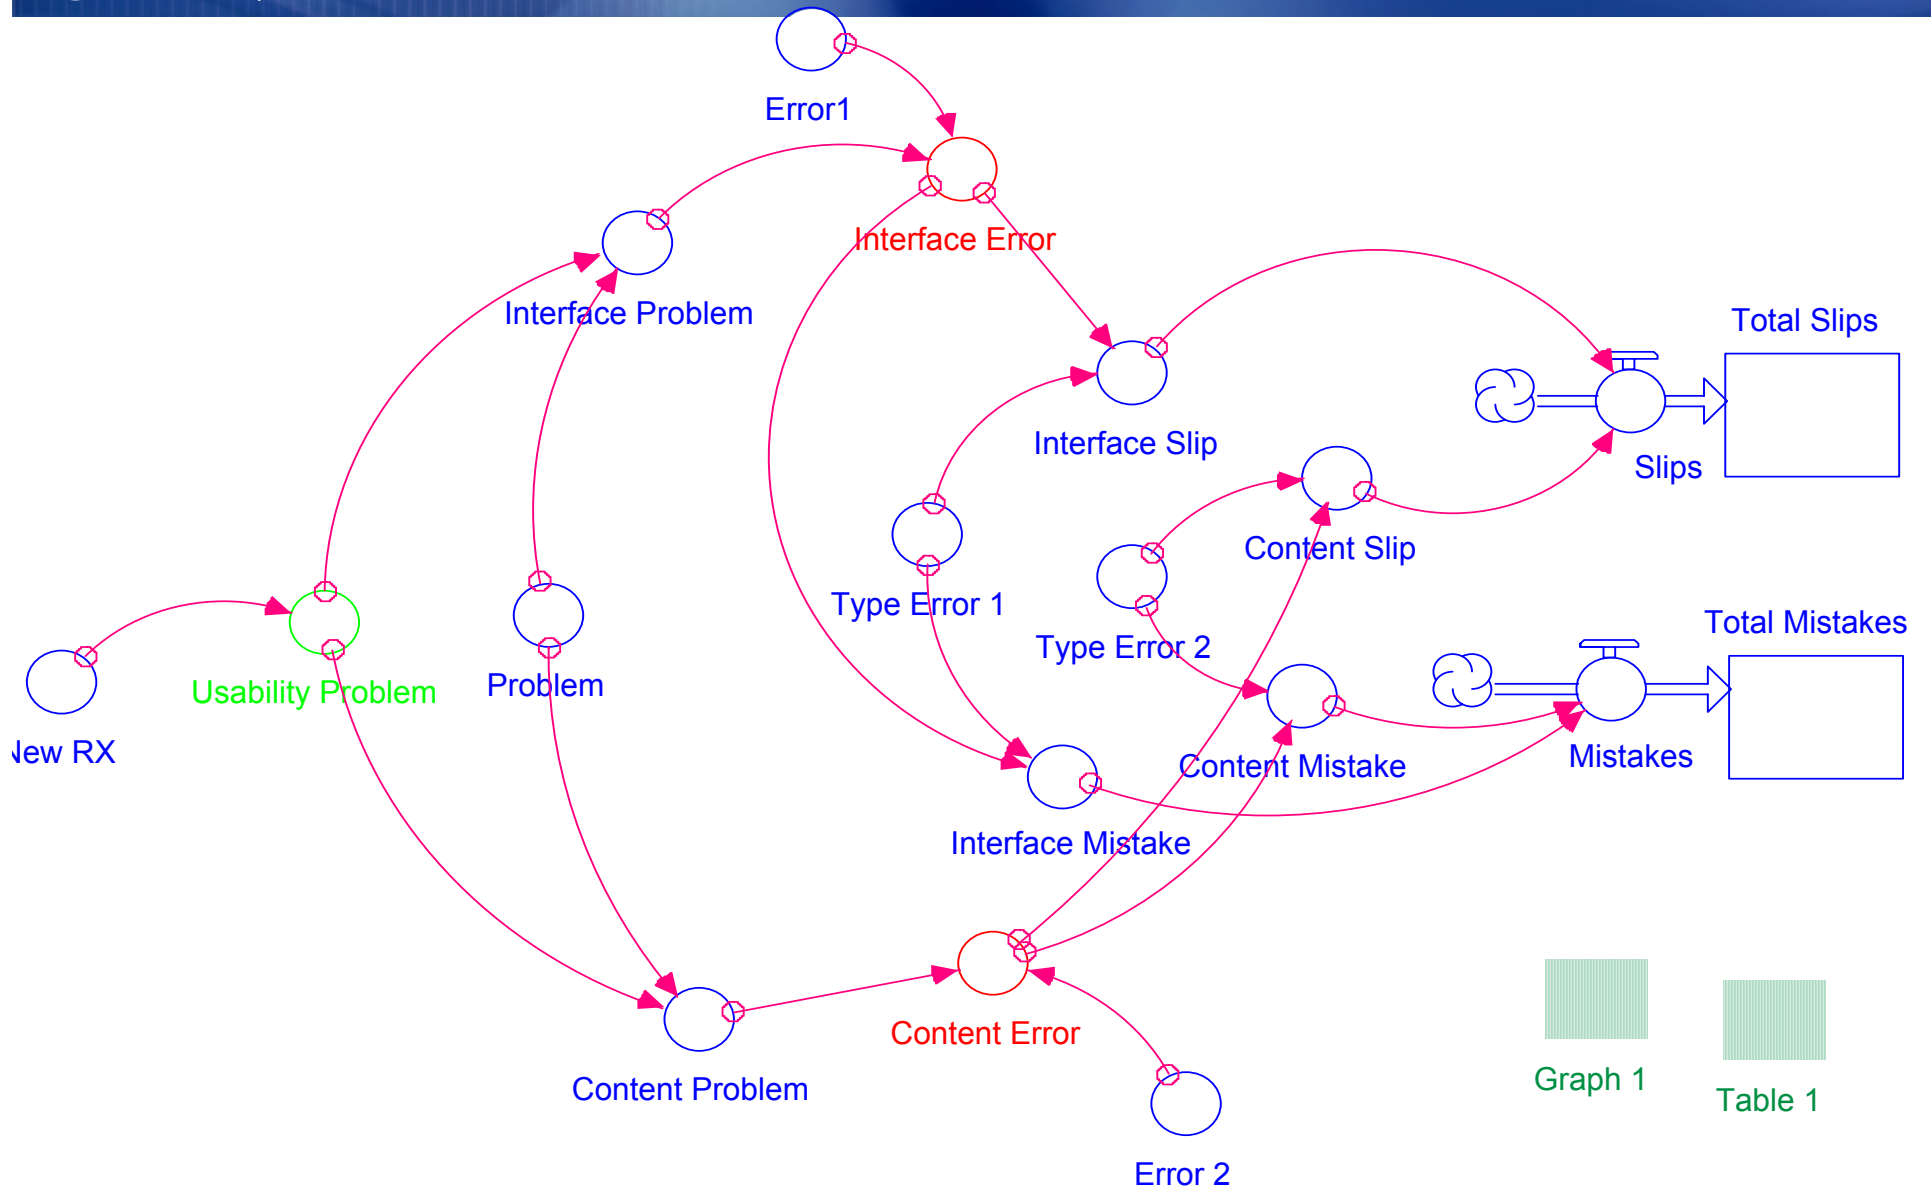 Error1
Interface Error
Interface Problem
Total Slips
Interface Slip
Slips
Content Slip
Type Error 1
Total Mistakes
Type Error 2
Usability Problem
Problem
New RX
Content Mistake
Mistakes
Interface Mistake
Content Error
Graph 1
Content Problem
Table 1
Error 2